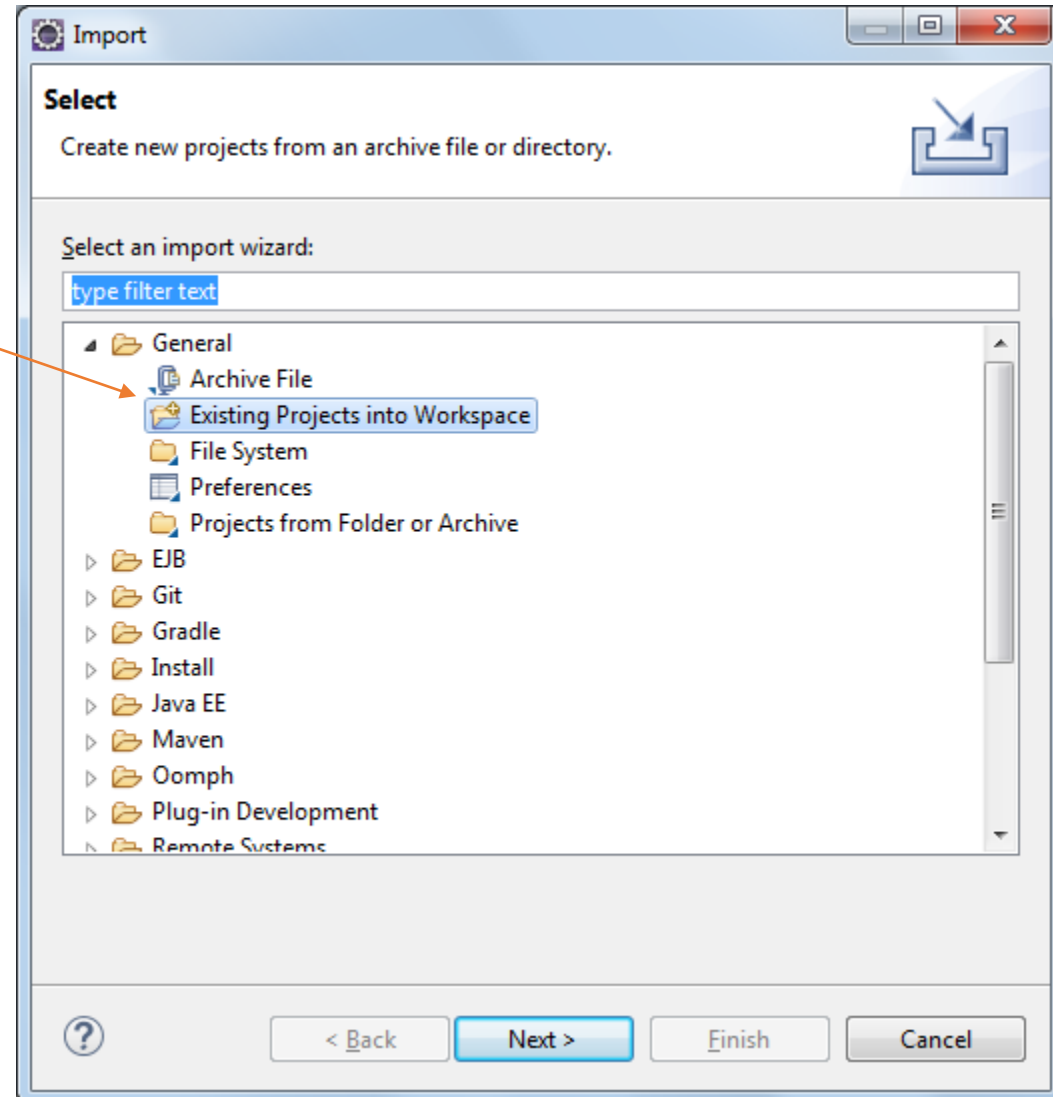 Import
Select
Create new projects from an archive file or directory.
Select an import wizard:
type filter text
General
Archive File
Existing Projects into Workspace
File System
Preferences
Projects from Folder or Archive
EJB
Git
Gradle
Install
Java EE
Maven
Oomph
Plug-in Development
Remote Systems
? < Back Next > Finish Cancel